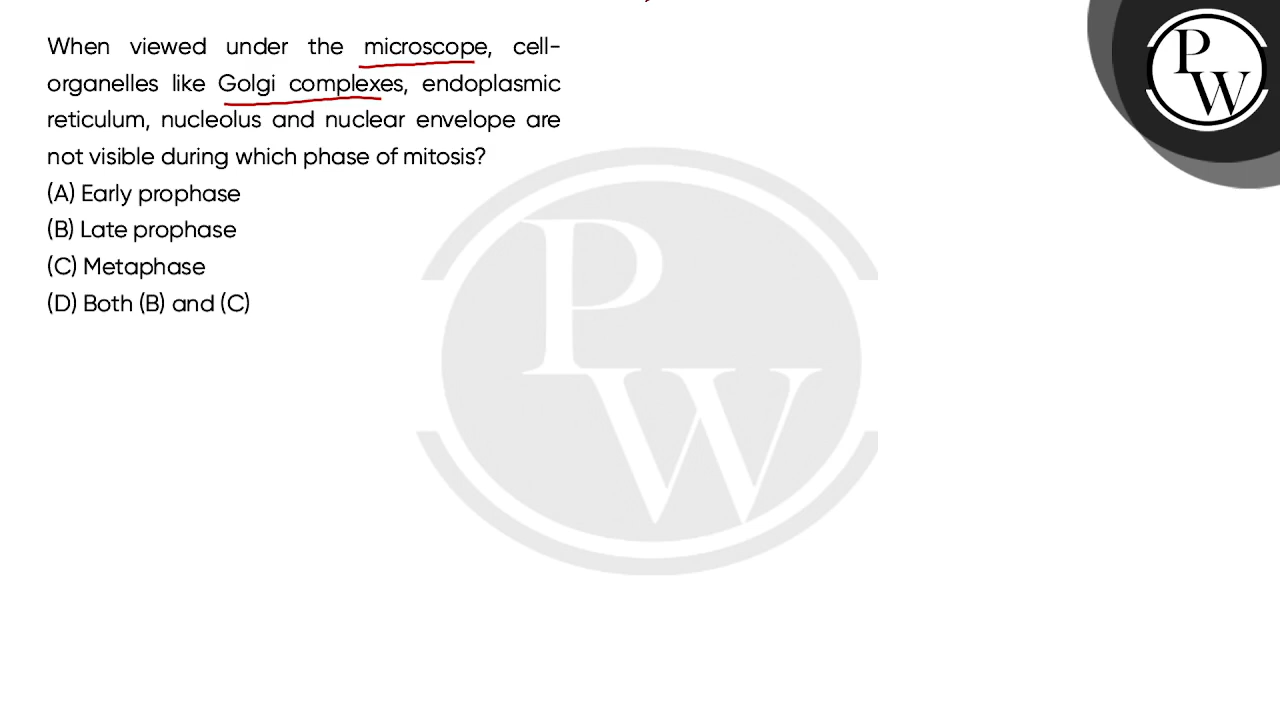 When viewed under the microscope, cell-
organelles like Golgi complexes, endoplasmic
reticulum, nucleolus and nuclear envelope are
not visible during which phase of mitosis?
(A) Early prophase
(B) Late prophase
(C) Metaphase
(D) Both (B) and (C)
P
W
P
W